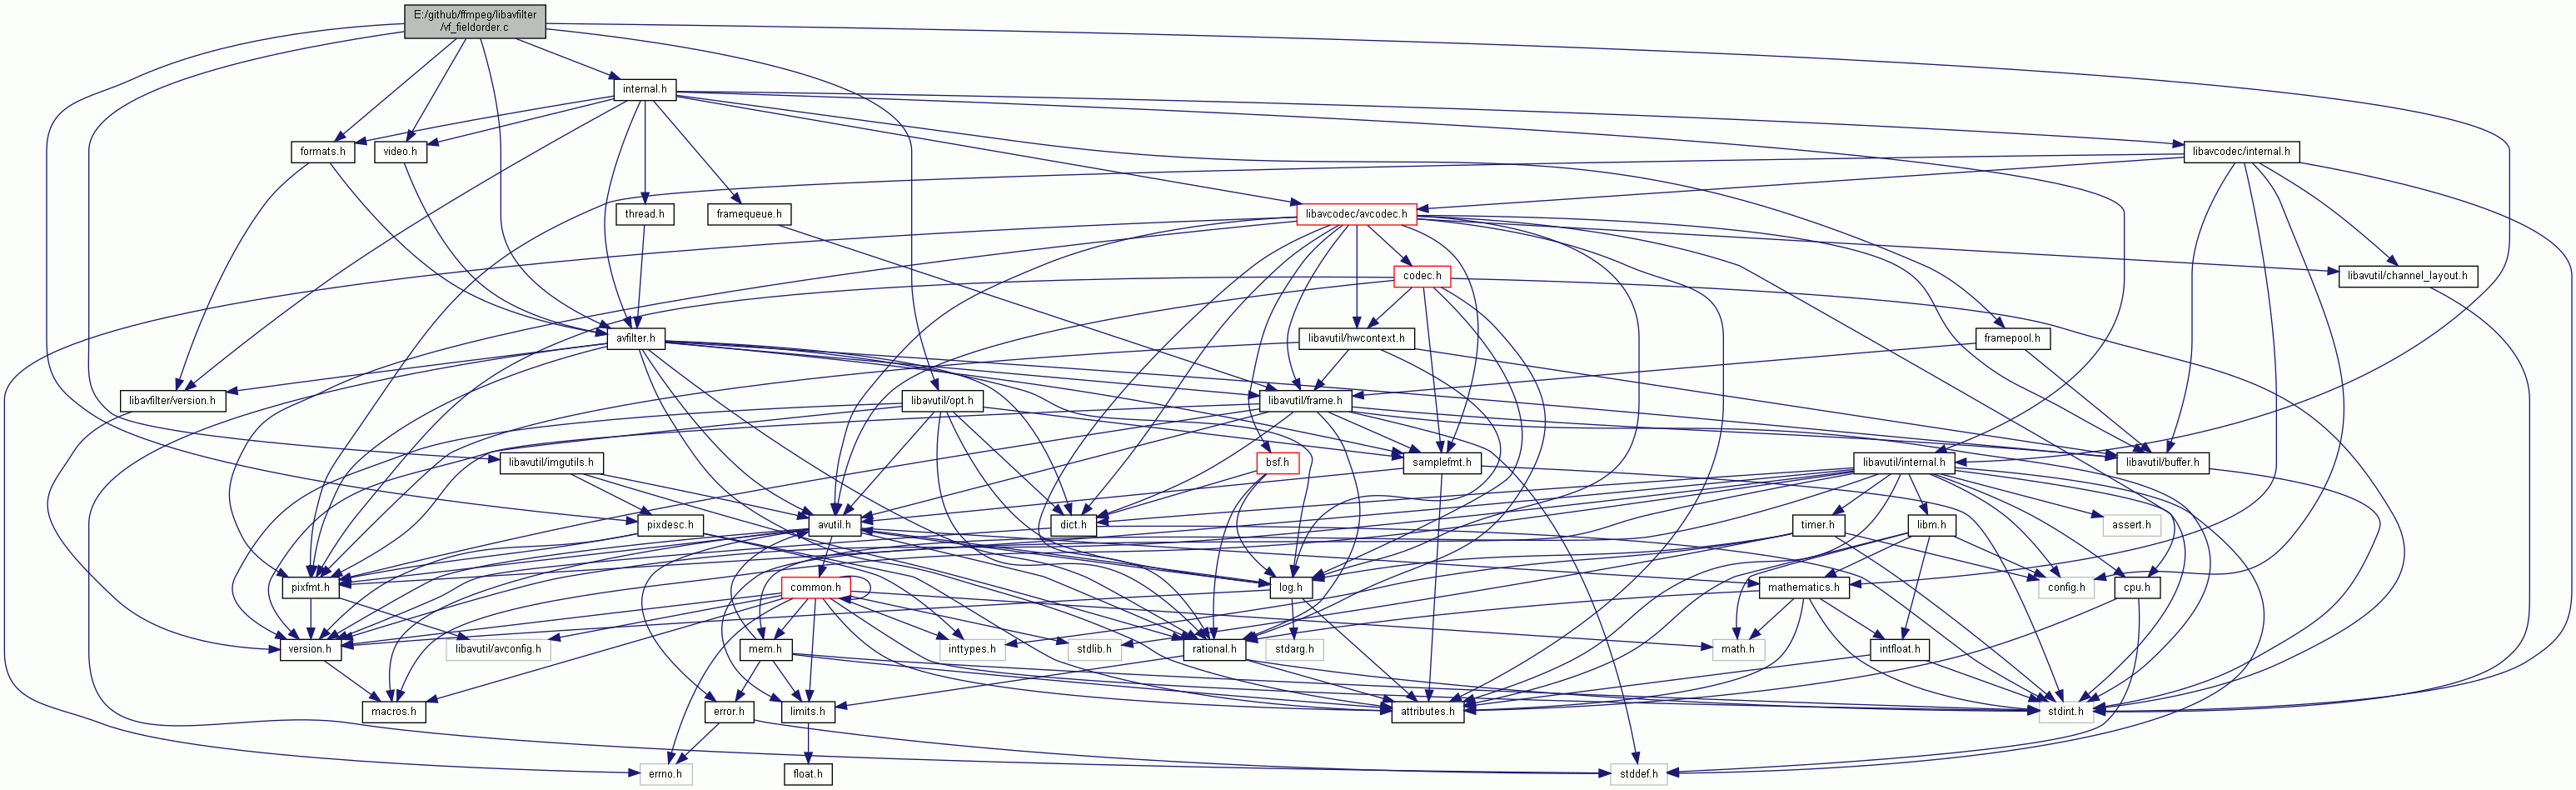 E:/github/ffmpeg/libavfilter
/vf_fieldorder.c
internal.h
formats.h
video.h
libavcodec/internal.h
thread.h
framequeue.h
libavcodec/avcodec.h
codec.h
libavutil/channel_layout.h
avfilter.h
libavutil/hwcontext.h
framepool.h
libavfilter/version.h
libavutil/opt.h
libavutil/frame.h
libavutil/imgutils.h
bsf.h
samplefmt.h
libavutil/internal.h
libavutil/buffer.h
pixdesc.h
avutil.h
dict.h
timer.h
libm.h
assert.h
pixfmt.h
common.h
log.h
mathematics.h
config.h
cpu.h
version.h
libavutil/avconfig.h
mem.h
inttypes.h
stdlib.h
rational.h
stdarg.h
math.h
intfloat.h
macros.h
error.h
limits.h
attributes.h
stdint.h
errno.h
float.h
stddef.h